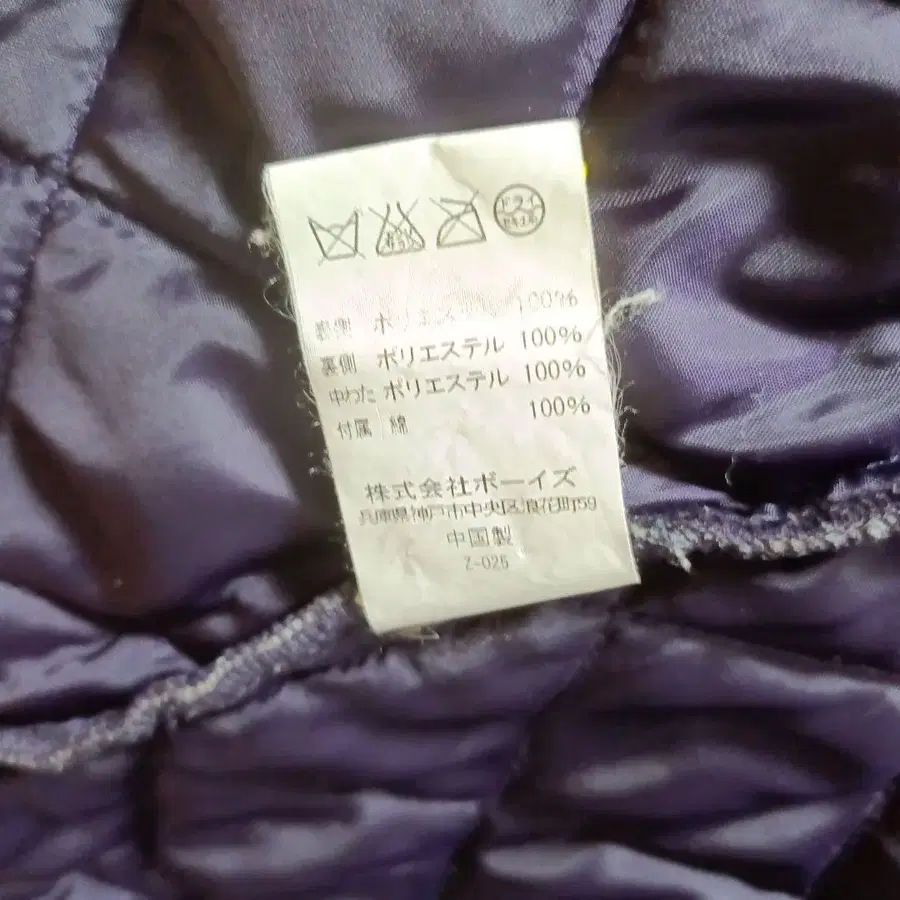 ドライ
表側 ポリエステル 100%
裏側 ポリエステル 100%
中わた ポリエステル 100%
付属 綿 100%
株式会社ボーイズ
兵庫県神戸市中央区浪花町59
中国製
Z-025